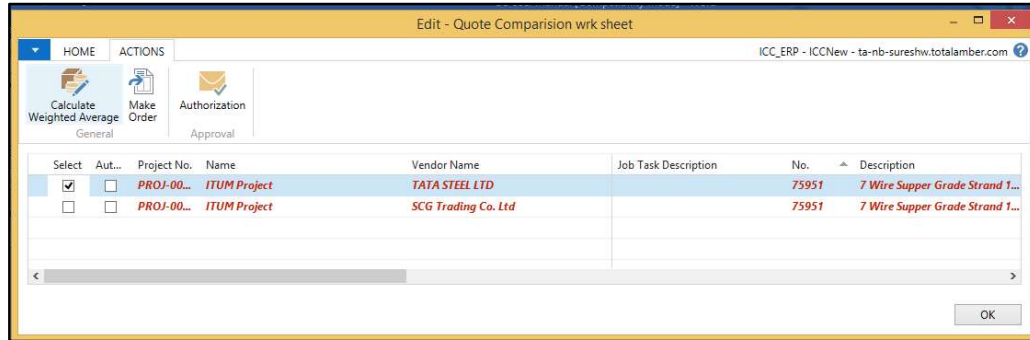 Edit - Quote Comparision wrk sheet
HOME ACTIONS ICC_ERP - ICCNew - ta-nb-sureshw.totalamber.com
Calculate Weighted Average
Make Order
Authorization
General Approval
Select Aut... Project No. Name Vendor Name Job Task Description No. Description
PROJ-00... ITUM Project TATA STEEL LTD 75951 7 Wire Supper Grade Strand 1...
PROJ-00... ITUM Project SCG Trading Co. Ltd 75951 7 Wire Supper Grade Strand 1...
OK